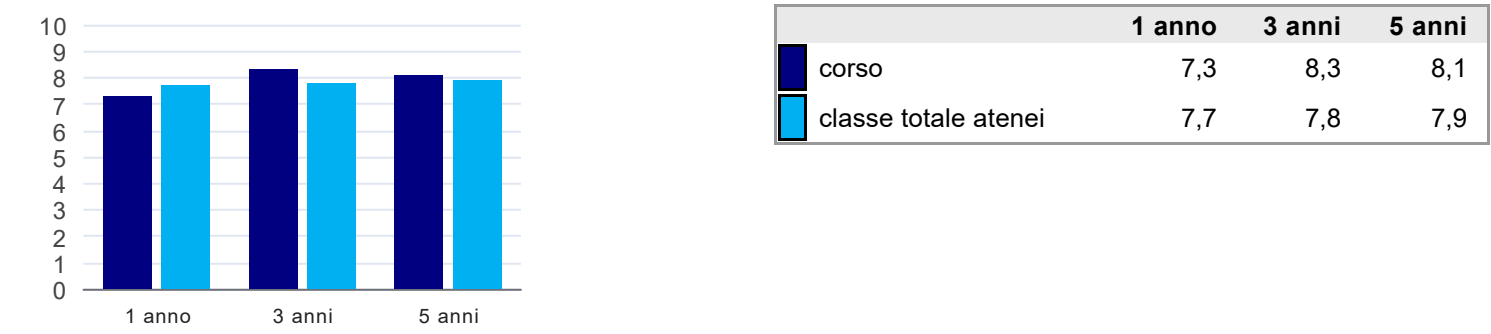 10
9
8
7
6
5
4
3
2
1
0
1 anno 3 anni 5 anni
1 anno 3 anni 5 anni
corso 7,3 8,3 8,1
classe totale atenei 7,7 7,8 7,9